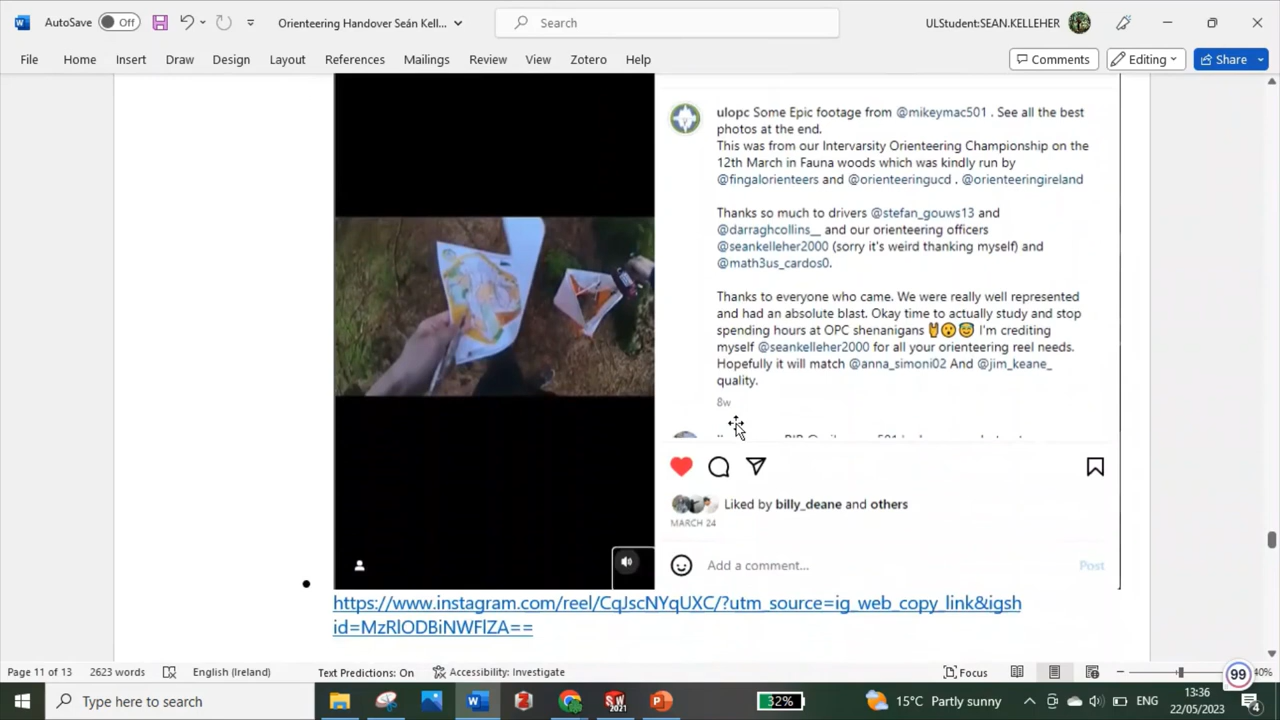 AutoSave Off
Orienteering Handover Seán Kell...
Search
ULStudent:SEAN.KELLEHER
File Home Insert Draw Design Layout References Mailings Review View Zotero Help
Comments Editing Share
ulopc Some Epic footage from @mikeymac501 . See all the best
photos at the end.
This was from our Intervarsity Orienteering Championship on the
12th March in Fauna woods which was kindly run by
@fingalorienteers and @orienteeringucd . @orienteeringireland
Thanks so much to drivers @stefan_gouws13 and
@darraghcollins__ and our orienteering officers
@seankelleher2000 (sorry it's weird thanking myself) and
@math3us_cardos0.
Thanks to everyone who came. We were really well represented
and had an absolute blast. Okay time to actually study and stop
spending hours at OPC shenanigans 🤘😮😇 I'm crediting
myself @seankelleher2000 for all your orienteering reel needs.
Hopefully it will match @anna_simoni02 And @jim_keane_
quality.
8w
Liked by billy_deane and others
MARCH 24
Add a comment...
Post
https://www.instagram.com/reel/CqJscNYqUXC/?utm_source=ig_web_copy_link&igsh
id=MzRlODBiNWFlZA==
Page 11 of 13 2623 words English (Ireland) Text Predictions: On Accessibility: Investigate Focus 99
Type here to search
SW
2021
32%
15°C Partly sunny
ENG
13:36
22/05/2023
4